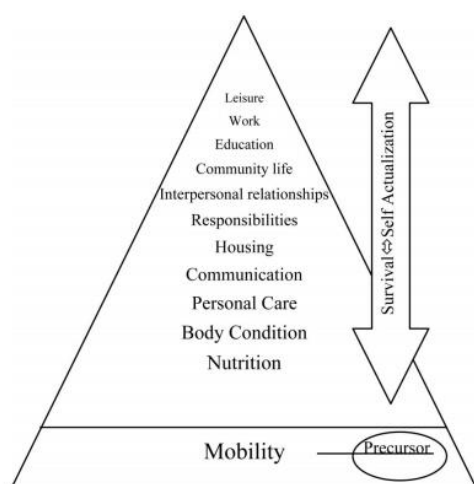 Leisure
Work
Education
Community life
Interpersonal relationships
Responsibilities
Housing
Communication
Personal Care
Body Condition
Nutrition
Survival⇔Self Actualization
Mobility
Precursor